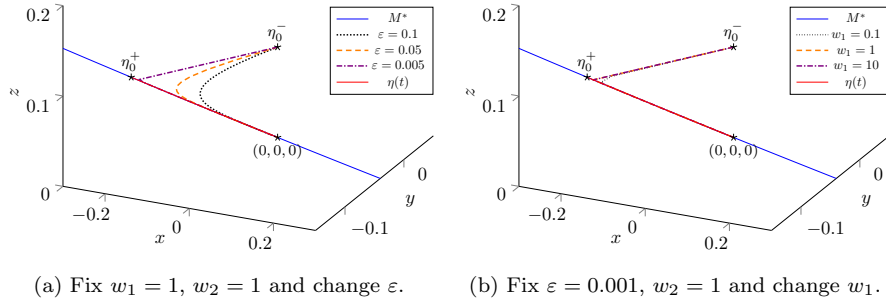 0.2
0.1
0
z
−0.2
0
0.2
x
−0.1
0
y
η₀⁺
η₀⁻
(0, 0, 0)
M*
ε = 0.1
ε = 0.05
ε = 0.005
η(t)
(a) Fix w₁ = 1, w₂ = 1 and change ε.
0.2
0.1
0
z
−0.2
0
0.2
x
−0.1
0
y
η₀⁺
η₀⁻
(0, 0, 0)
M*
w₁ = 0.1
w₁ = 1
w₁ = 10
η(t)
(b) Fix ε = 0.001, w₂ = 1 and change w₁.